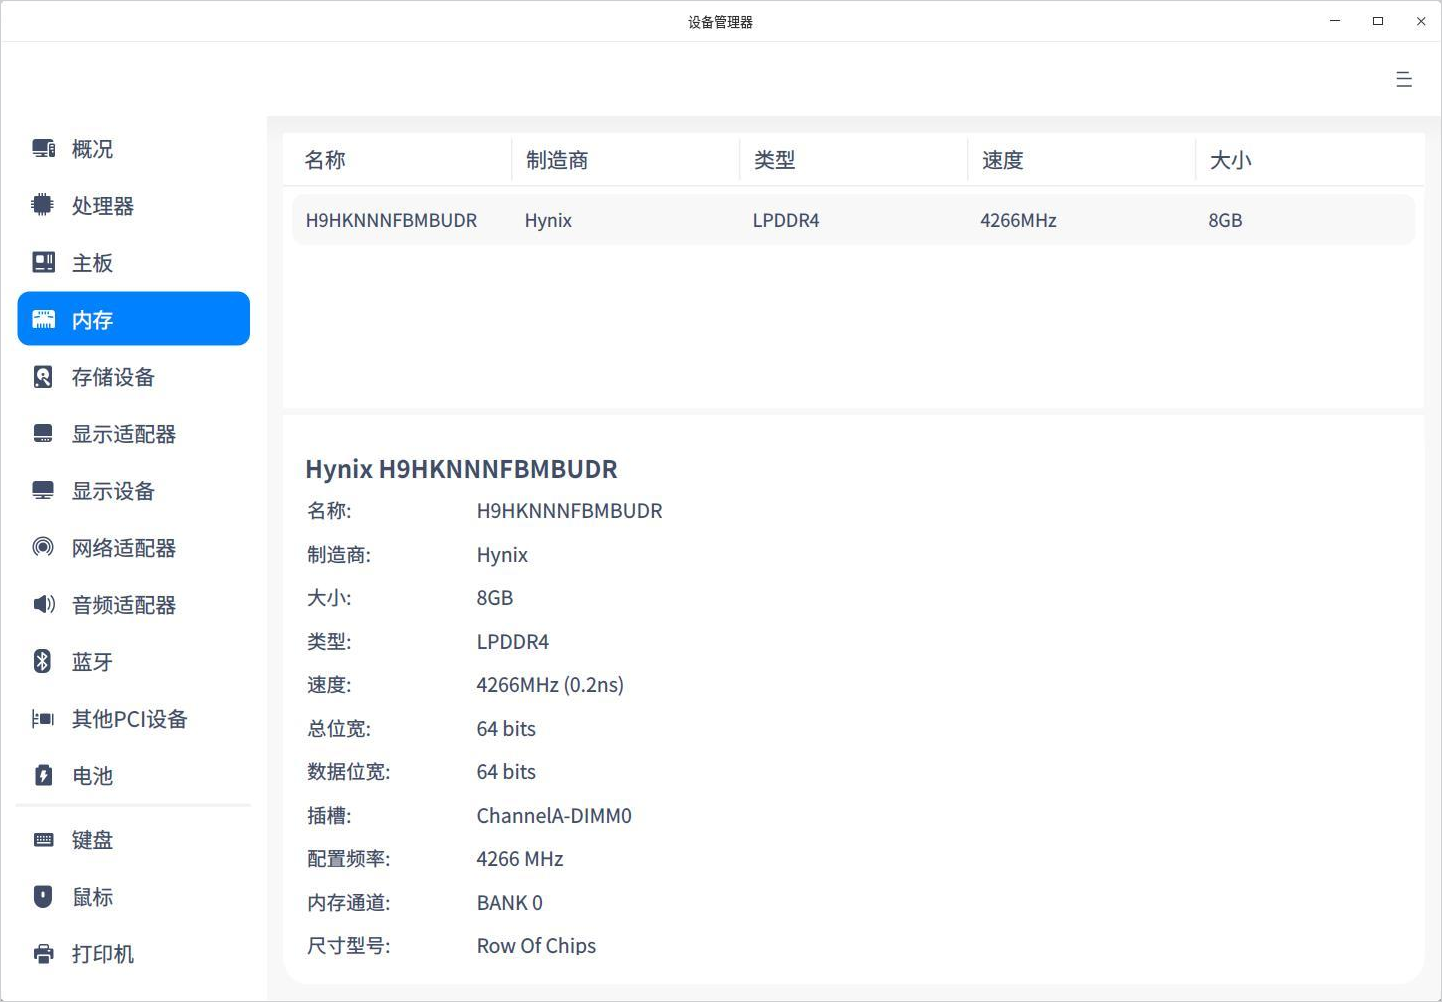 设备管理器
概况
处理器
主板
内存
存储设备
显示适配器
显示设备
网络适配器
音频适配器
蓝牙
其他PCI设备
电池
键盘
鼠标
打印机
名称 制造商 类型 速度 大小
H9HKNNNFBMBUDR Hynix LPDDR4 4266MHz 8GB
Hynix H9HKNNNFBMBUDR
名称: H9HKNNNFBMBUDR
制造商: Hynix
大小: 8GB
类型: LPDDR4
速度: 4266MHz (0.2ns)
总位宽: 64 bits
数据位宽: 64 bits
插槽: ChannelA-DIMM0
配置频率: 4266 MHz
内存通道: BANK 0
尺寸型号: Row Of Chips